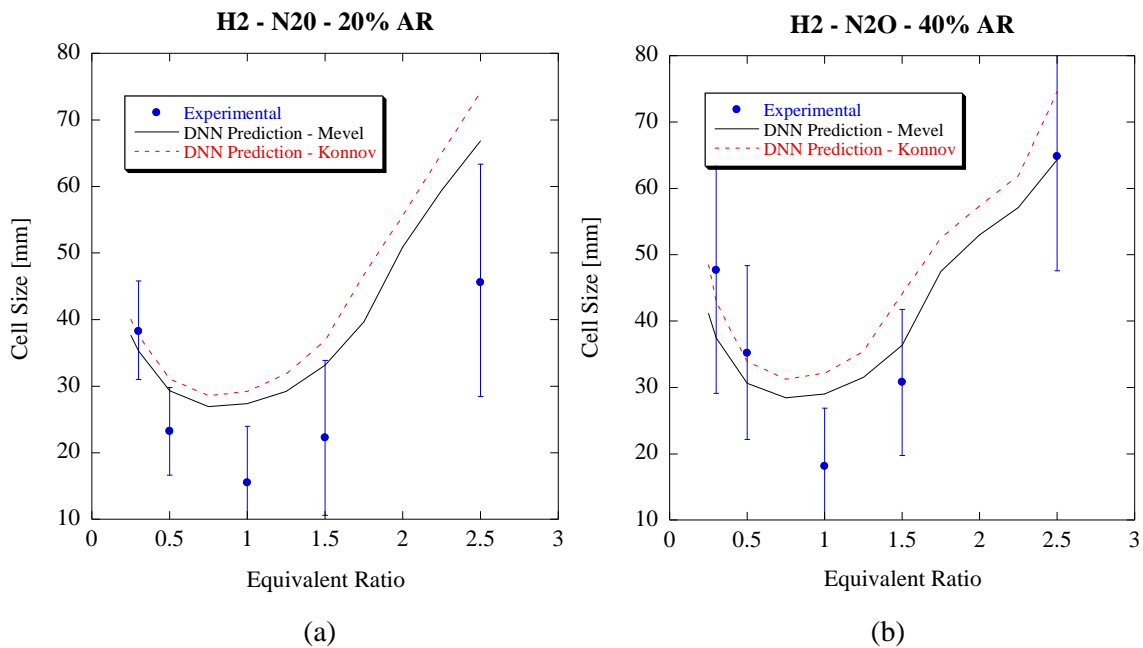 H2 - N20 - 20% AR
80
70
60
50
40
30
20
10
Cell Size [mm]
Experimental
DNN Prediction - Mevel
DNN Prediction - Konnov
0
0.5
1
1.5
2
2.5
3
Equivalent Ratio
(a)
H2 - N2O - 40% AR
80
70
60
50
40
30
20
10
Cell Size [mm]
Experimental
DNN Prediction - Mevel
DNN Prediction - Konnov
0
0.5
1
1.5
2
2.5
3
Equivalent Ratio
(b)